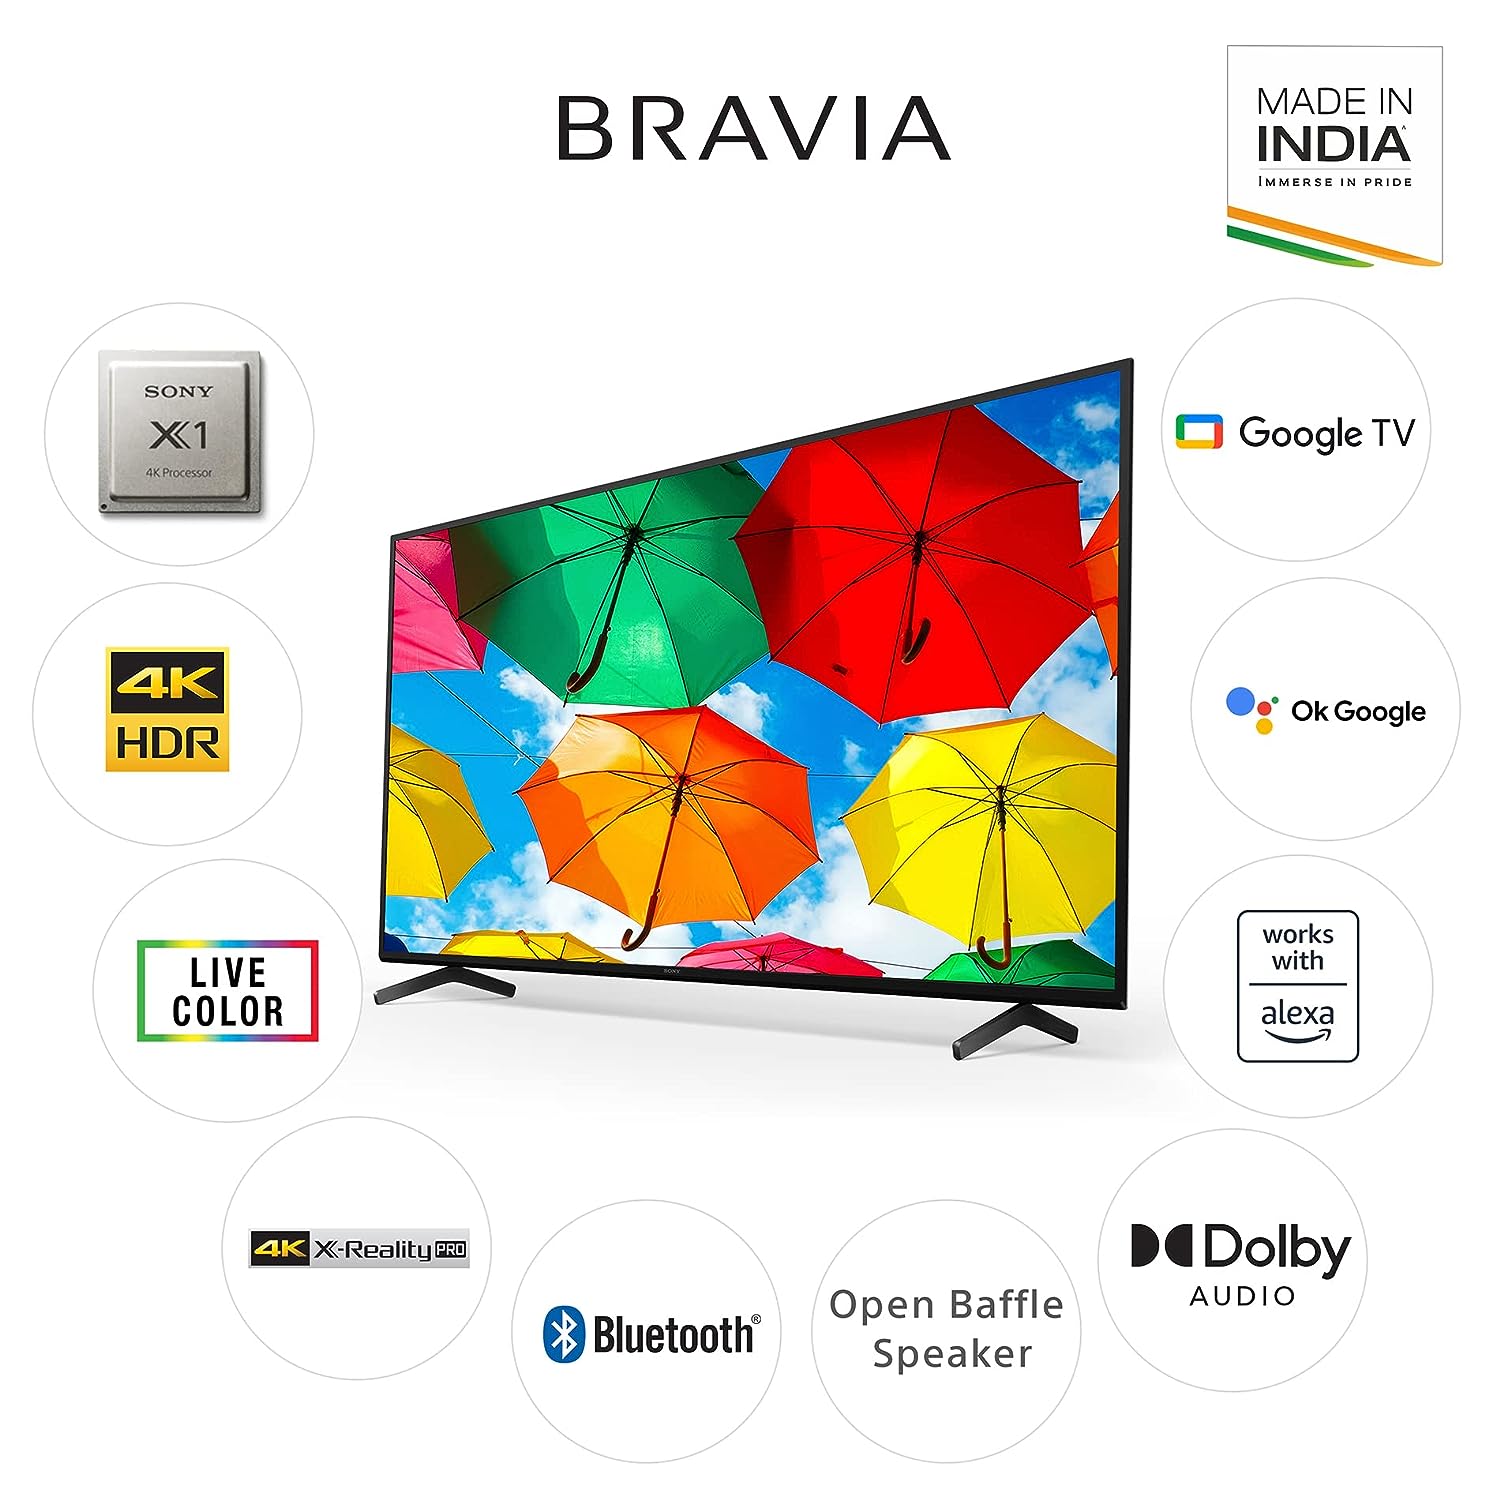 BRAVIA
MADE IN
INDIA^
IMMERSE IN PRIDE
SONY
X1
4K Processor
Google TV
4K
HDR
Ok Google
LIVE
COLOR
works
with
alexa
SONY
4K X-Reality PRO
Bluetooth®
Open Baffle
Speaker
Dolby
AUDIO